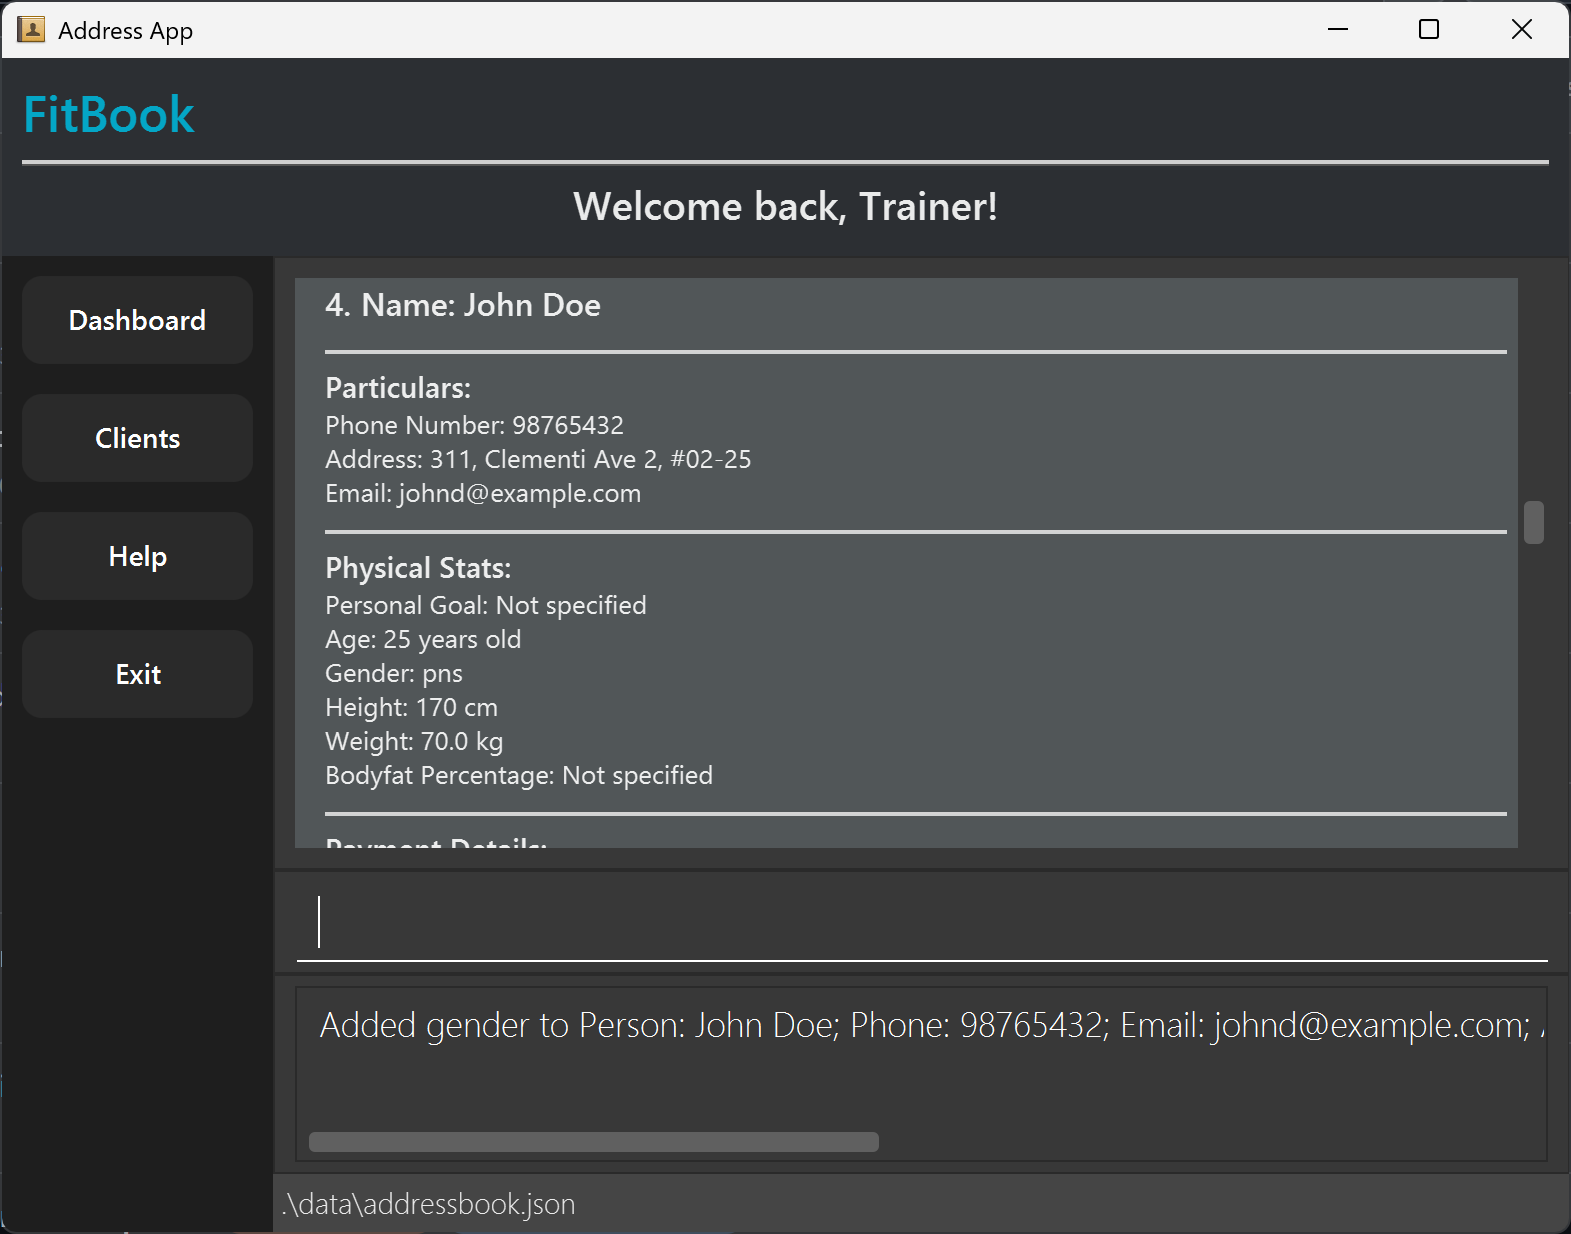 Address App
FitBook
Welcome back, Trainer!
Dashboard
Clients
Help
Exit
4. Name: John Doe
Particulars:
Phone Number: 98765432
Address: 311, Clementi Ave 2, #02-25
Email: johnd@example.com
Physical Stats:
Personal Goal: Not specified
Age: 25 years old
Gender: pns
Height: 170 cm
Weight: 70.0 kg
Bodyfat Percentage: Not specified
Payment Details:
Added gender to Person: John Doe; Phone: 98765432; Email: johnd@example.com;
.\data\addressbook.json